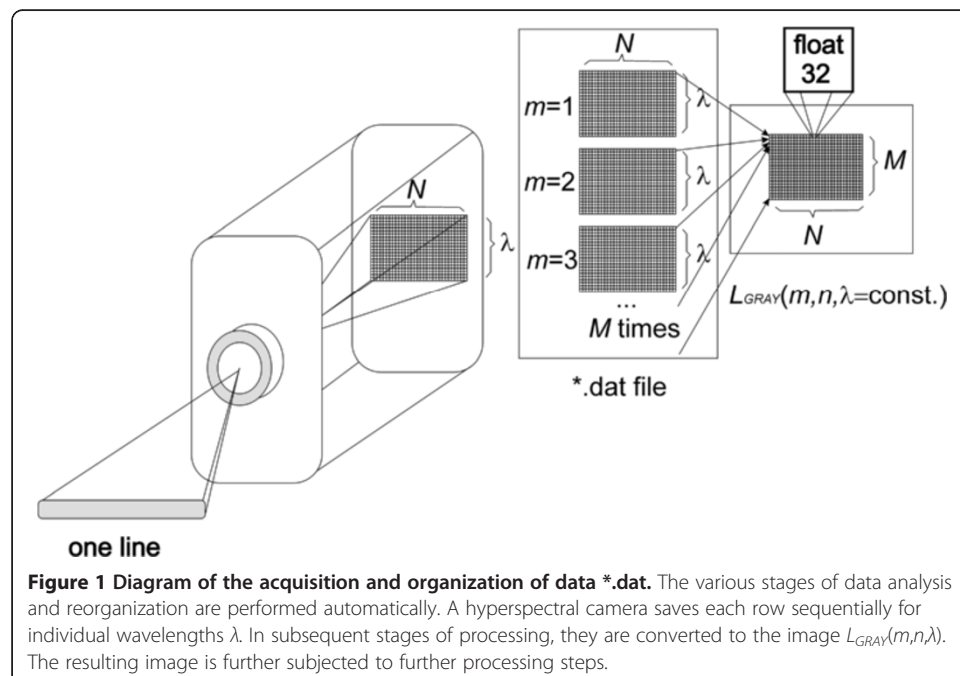 N
λ
one line
N
m=1
λ
m=2
λ
m=3
λ
...
M times
*.dat file
float
32
M
N
LGRAY(m,n,λ=const.)
Figure 1 Diagram of the acquisition and organization of data *.dat. The various stages of data analysis
and reorganization are performed automatically. A hyperspectral camera saves each row sequentially for
individual wavelengths λ. In subsequent stages of processing, they are converted to the image LGRAY(m,n,λ).
The resulting image is further subjected to further processing steps.